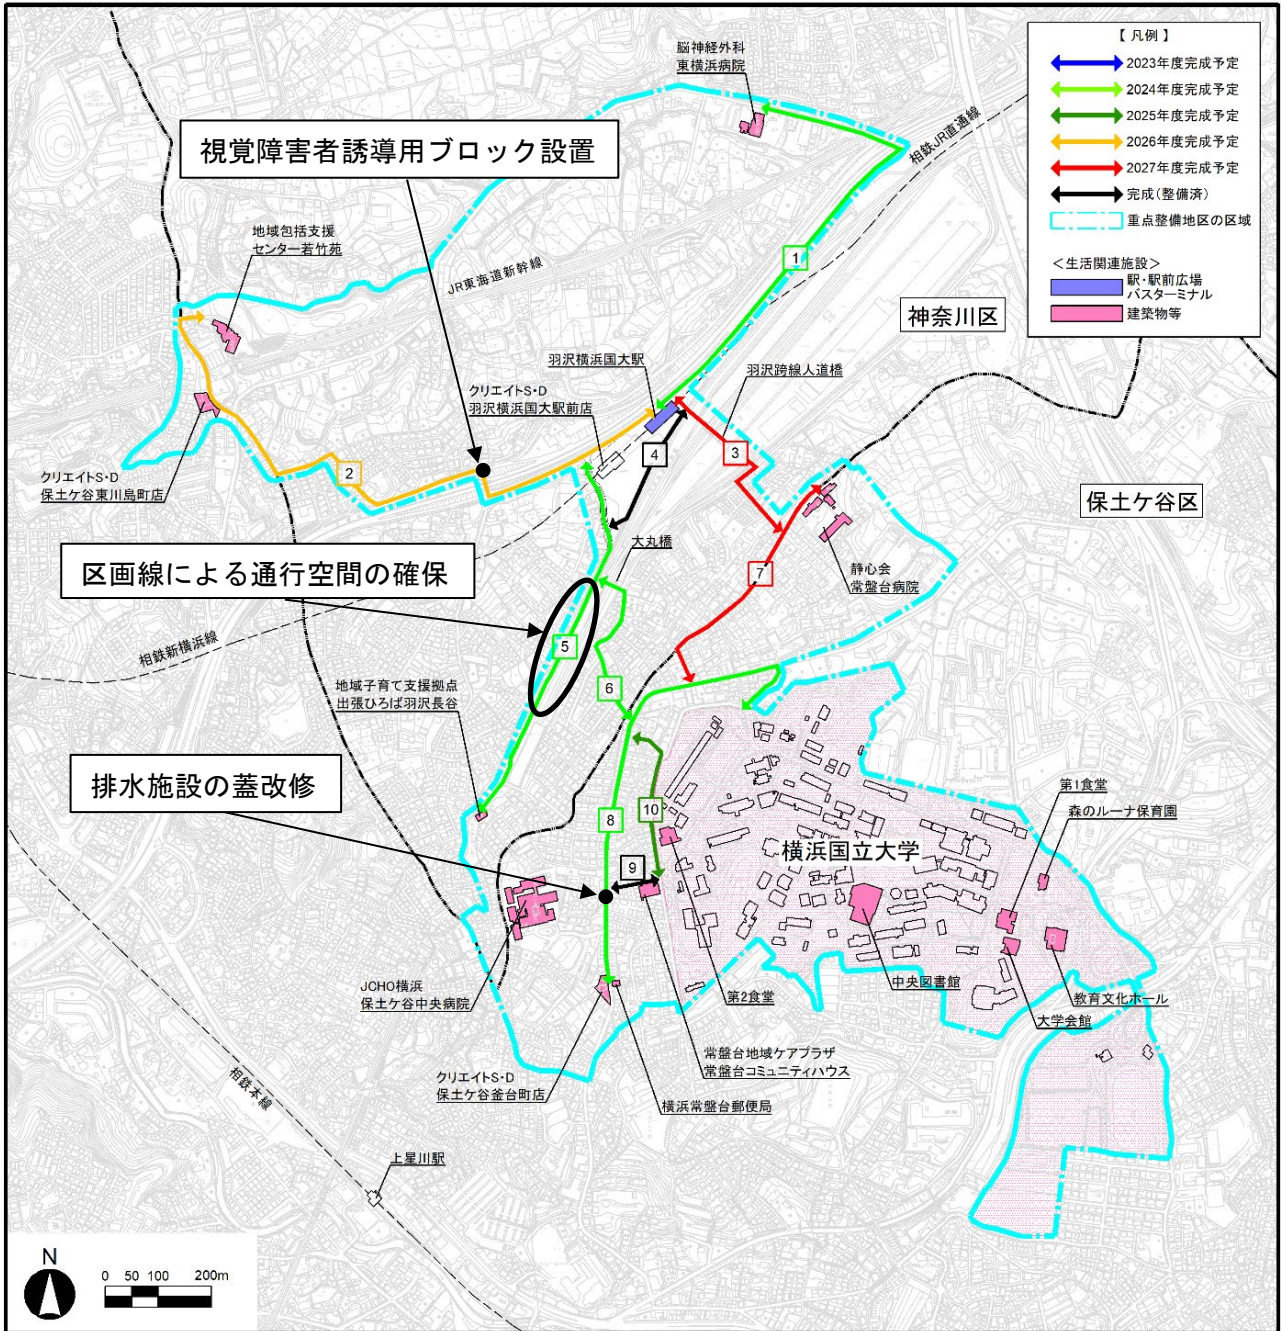 【 凡例 】
2023年度完成予定
2024年度完成予定
2025年度完成予定
2026年度完成予定
2027年度完成予定
完成(整備済)
重点整備地区の区域
＜生活関連施設＞
駅・駅前広場
バスターミナル
建築物等
脳神経外科
東横浜病院
相鉄JR直通線
視覚障害者誘導用ブロック設置
地域包括支援
センター若竹苑
JR東海道新幹線
1
神奈川区
羽沢横浜国大駅
羽沢跨線人道橋
クリエイトS・D
羽沢横浜国大駅前店
4
3
2
クリエイトS・D
保土ケ谷東川島町店
保土ケ谷区
大丸橋
区画線による通行空間の確保
7
静心会
常盤台病院
5
相鉄新横浜線
地域子育て支援拠点
出張ひろば羽沢長谷
6
排水施設の蓋改修
8
10
第1食堂
森のルーナ保育園
横浜国立大学
9
JCHO横浜
保土ケ谷中央病院
第2食堂
中央図書館
教育文化ホール
大学会館
常盤台地域ケアプラザ
常盤台コミュニティハウス
クリエイトS・D
保土ケ谷釜台町店
横浜常盤台郵便局
相鉄本線
上星川駅
N
0 50 100 200m